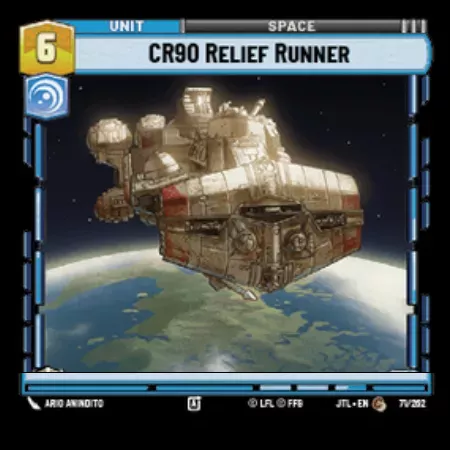 UNIT SPACE
6 CR90 RELIEF RUNNER
ARIO ANINDITO © LFL © FFG JTL • EN 71/262